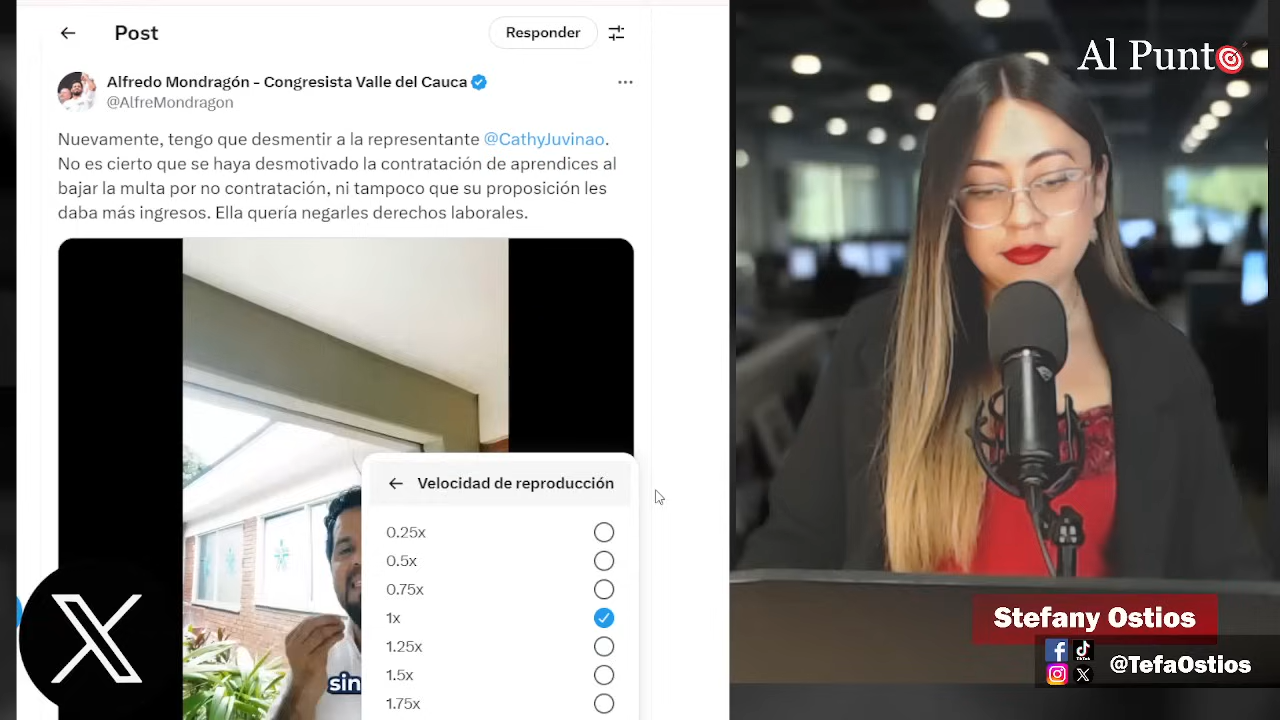 Post
Responder
Alfredo Mondragón - Congresista Valle del Cauca
@AlfreMondragon
Nuevamente, tengo que desmentir a la representante @CathyJuvinao.
No es cierto que se haya desmotivado la contratación de aprendices al
bajar la multa por no contratación, ni tampoco que su proposición les
daba más ingresos. Ella quería negarles derechos laborales.
Velocidad de reproducción
0.25x
0.5x
0.75x
1x
1.25x
1.5x
1.75x
sin
X
Al Punto
Stefany Ostios
@TefaOstios